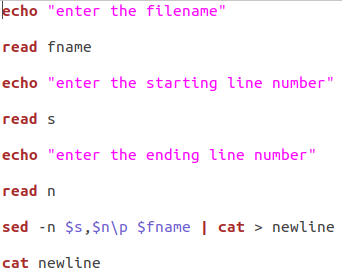 echo "enter the filename"
read fname
echo "enter the starting line number"
read s
echo "enter the ending line number"
read n
sed -n $s,$n\p $fname | cat > newline
cat newline